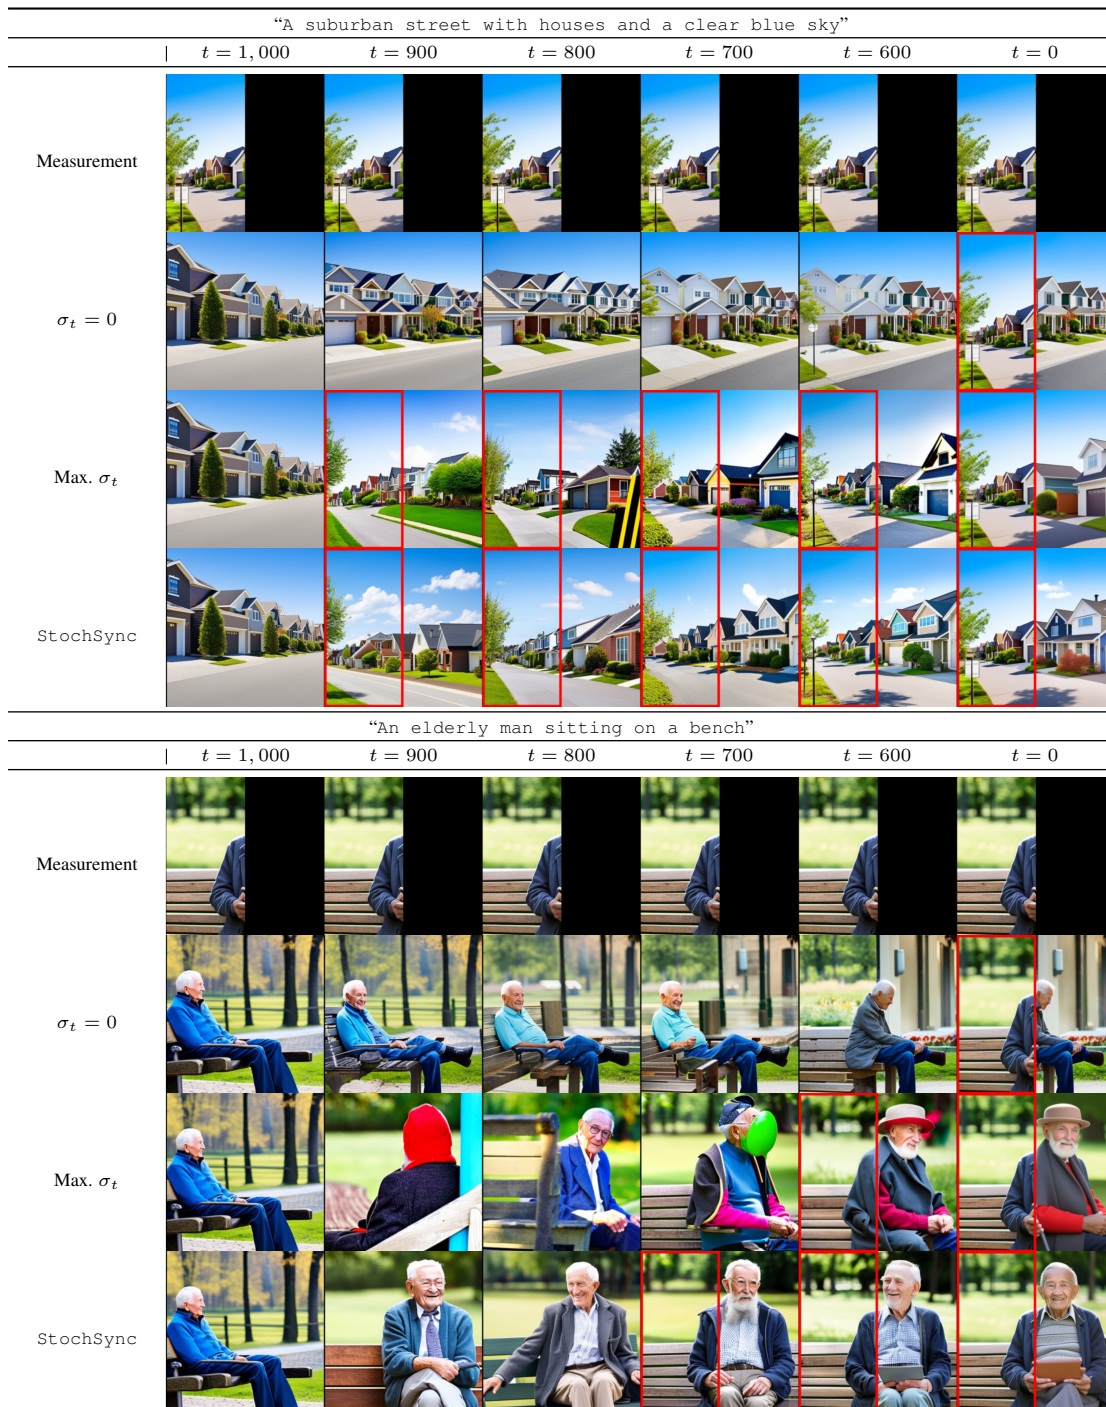 “A suburban street with houses and a clear blue sky”
| t = 1,000 t = 900 t = 800 t = 700 t = 600 t = 0
Measurement
σt = 0
Max. σt
StochSync
“An elderly man sitting on a bench”
| t = 1,000 t = 900 t = 800 t = 700 t = 600 t = 0
Measurement
σt = 0
Max. σt
StochSync